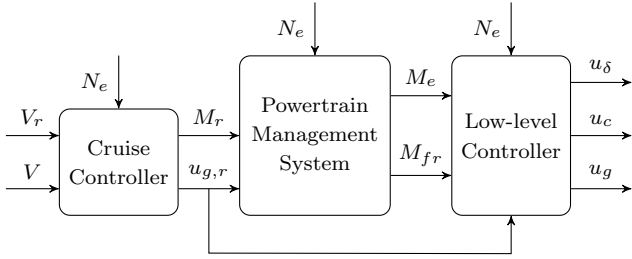 N_e
N_e
N_e
V_r
V
Cruise
Controller
M_r
u_{g,r}
Powertrain
Management
System
M_e
M_{fr}
Low-level
Controller
u_δ
u_c
u_g